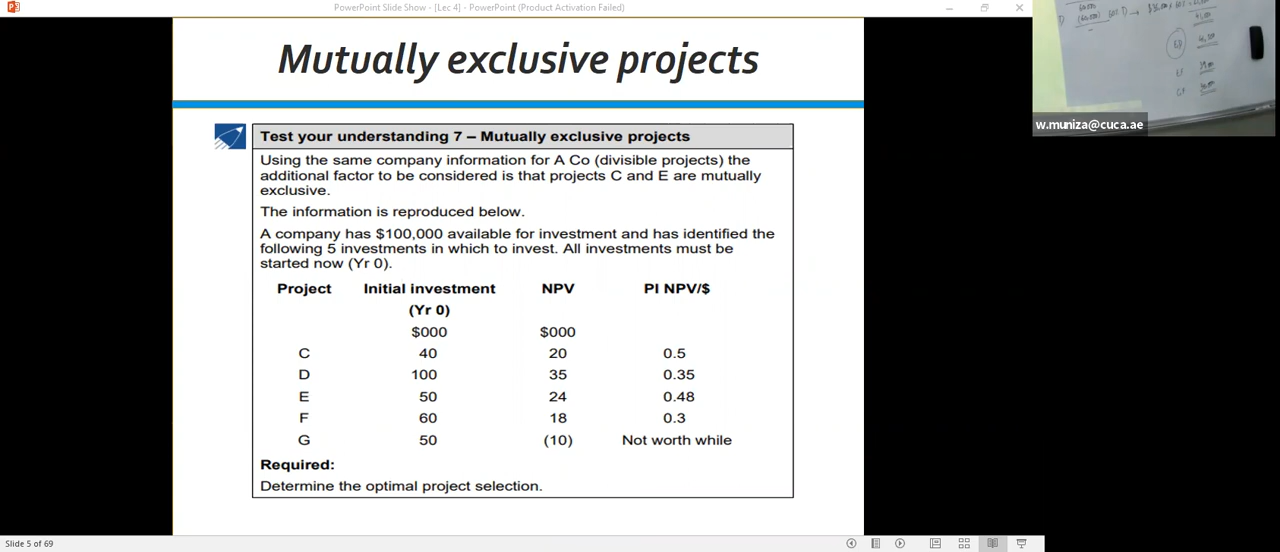 PowerPoint Slide Show - [Lec 4] - PowerPoint (Product Activation Failed)
Mutually exclusive projects
Test your understanding 7 – Mutually exclusive projects
Using the same company information for A Co (divisible projects) the
additional factor to be considered is that projects C and E are mutually
exclusive.
The information is reproduced below.
A company has $100,000 available for investment and has identified the
following 5 investments in which to invest. All investments must be
started now (Yr 0).
Project Initial investment NPV PI NPV/$
(Yr 0)
$000 $000
C 40 20 0.5
D 100 35 0.35
E 50 24 0.48
F 60 18 0.3
G 50 (10) Not worth while
Required:
Determine the optimal project selection.
w.muniza@cuca.ae
Slide 5 of 69